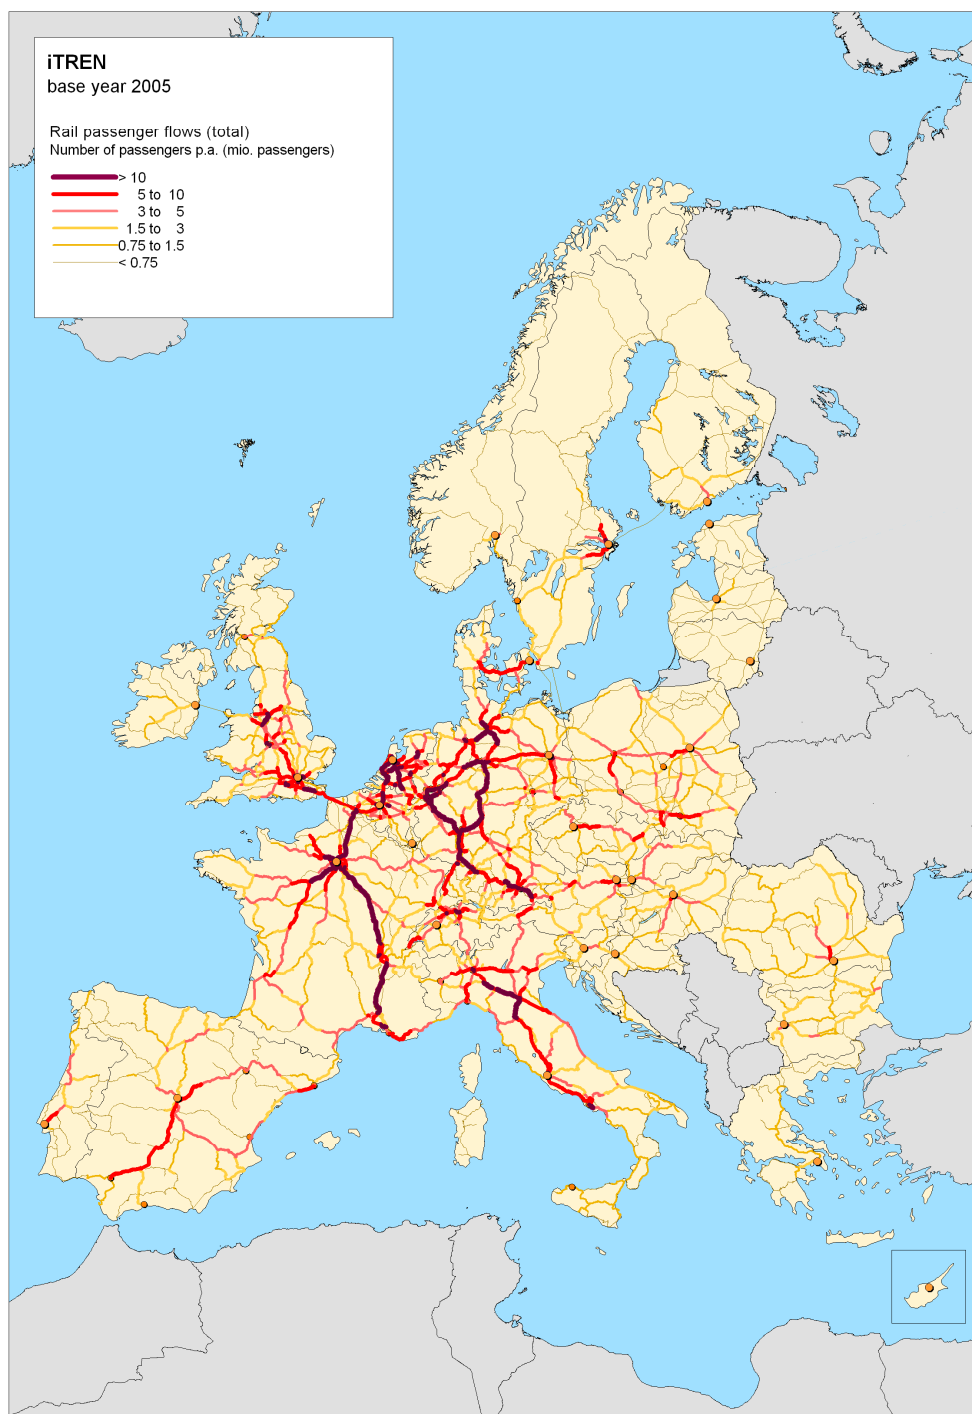 iTREN
base year 2005
Rail passenger flows (total)
Number of passengers p.a. (mio. passengers)
> 10
5 to 10
3 to 5
1.5 to 3
0.75 to 1.5
< 0.75